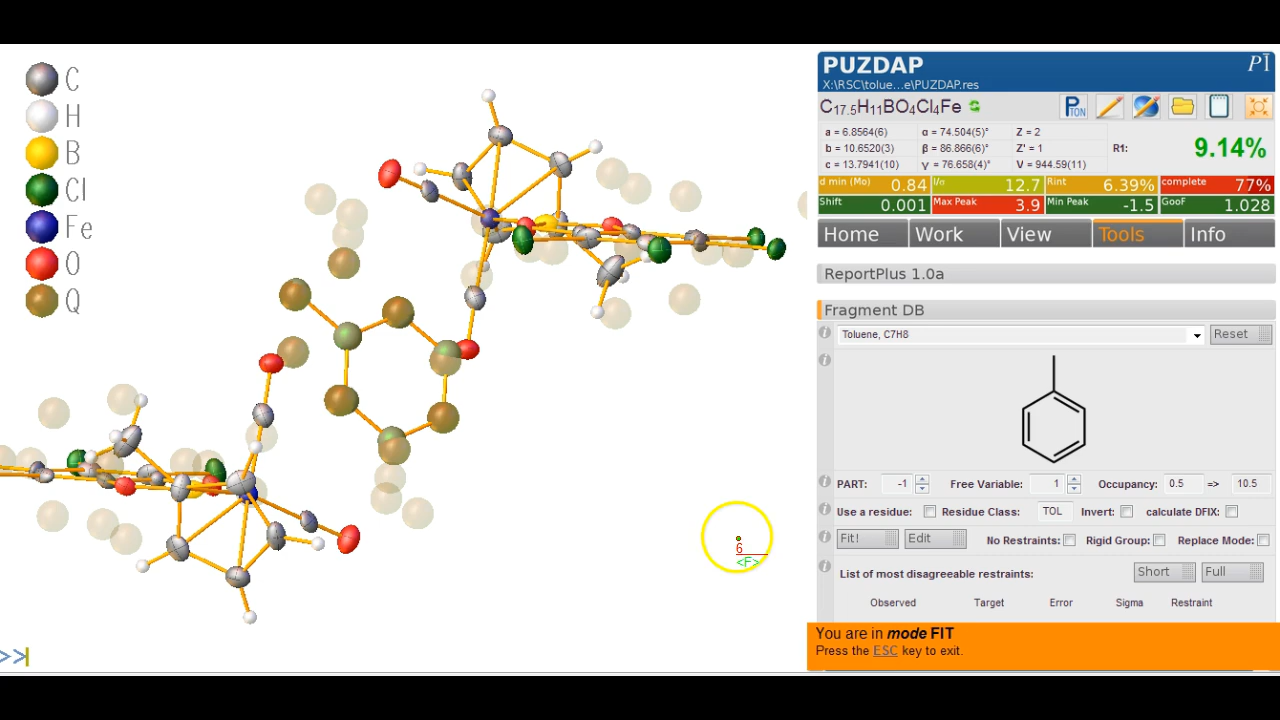 C
H
B
Cl
Fe
O
Q
6
<F>
>>
PUZDAP
X:\RSC\tolue...e\PUZDAP.res
P1̅
C17.5H11BO4Cl4Fe
PTON
a = 6.8564(6) α = 74.504(5)° Z = 2
b = 10.6520(3) β = 86.866(6)° Z' = 1
c = 13.7941(10) γ = 76.658(4)° V = 944.59(11)
R1: 9.14%
d min (Mo) 0.84 I/σ 12.7 Rint 6.39% complete 77%
Shift 0.001 Max Peak 3.9 Min Peak -1.5 GooF 1.028
Home Work View Tools Info
ReportPlus 1.0a
Fragment DB
Toluene, C7H8 Reset
PART: -1 Free Variable: 1 Occupancy: 0.5 => 10.5
Use a residue: Residue Class: TOL Invert: calculate DFIX:
Fit! Edit No Restraints: Rigid Group: Replace Mode:
List of most disagreeable restraints: Short Full
Observed Target Error Sigma Restraint
You are in mode FIT
Press the ESC key to exit.